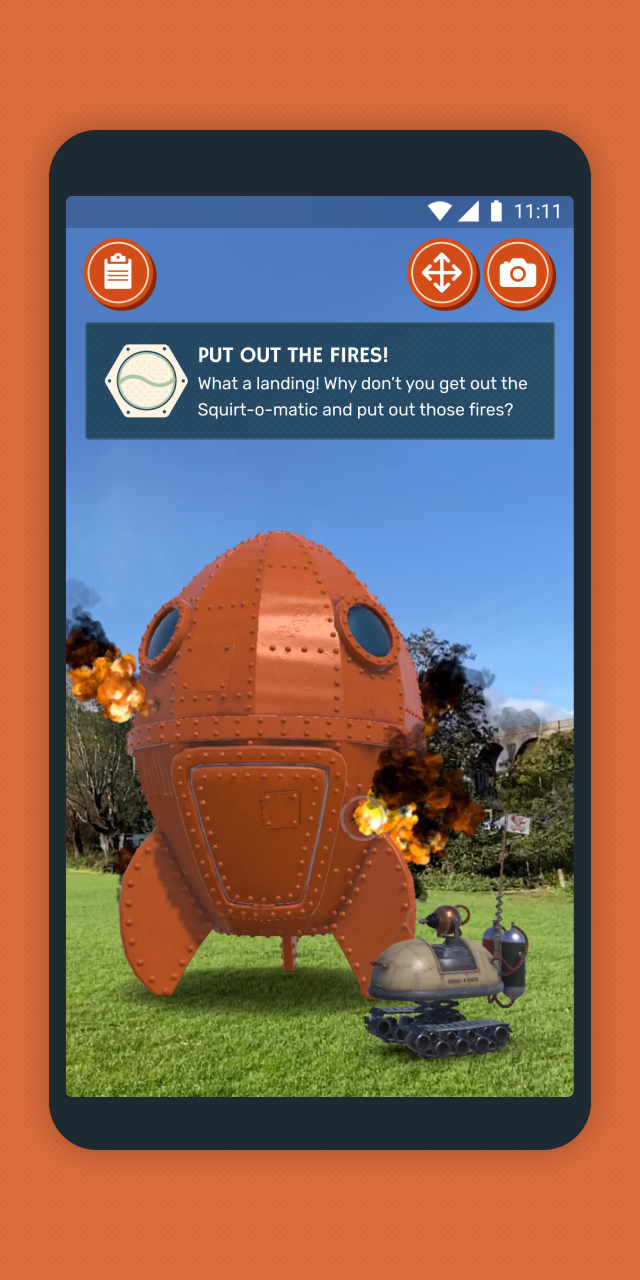 11:11
PUT OUT THE FIRES!
What a landing! Why don't you get out the
Squirt-o-matic and put out those fires?